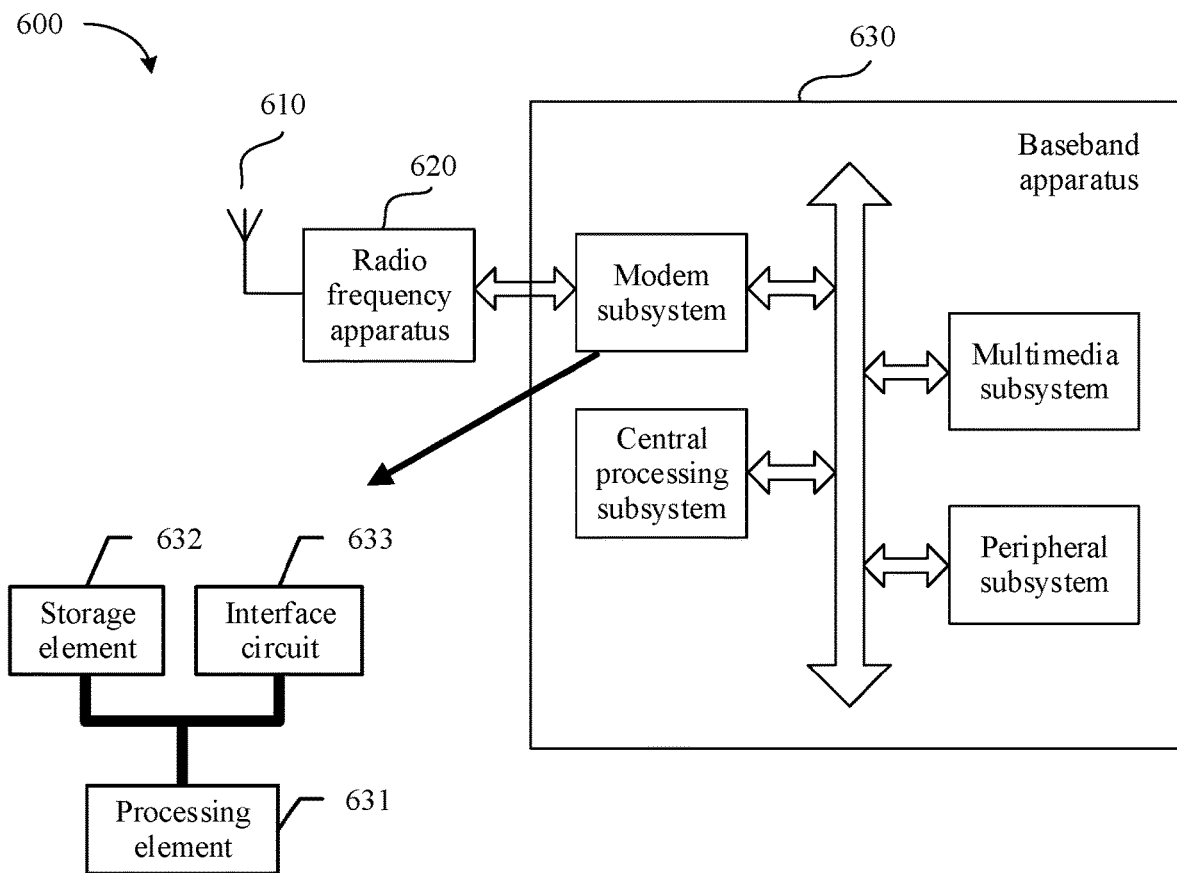 600
630
610
620
Baseband
apparatus
Radio
frequency
apparatus
Modem
subsystem
Multimedia
subsystem
Central
processing
subsystem
632
633
Peripheral
subsystem
Storage
element
Interface
circuit
631
Processing
element